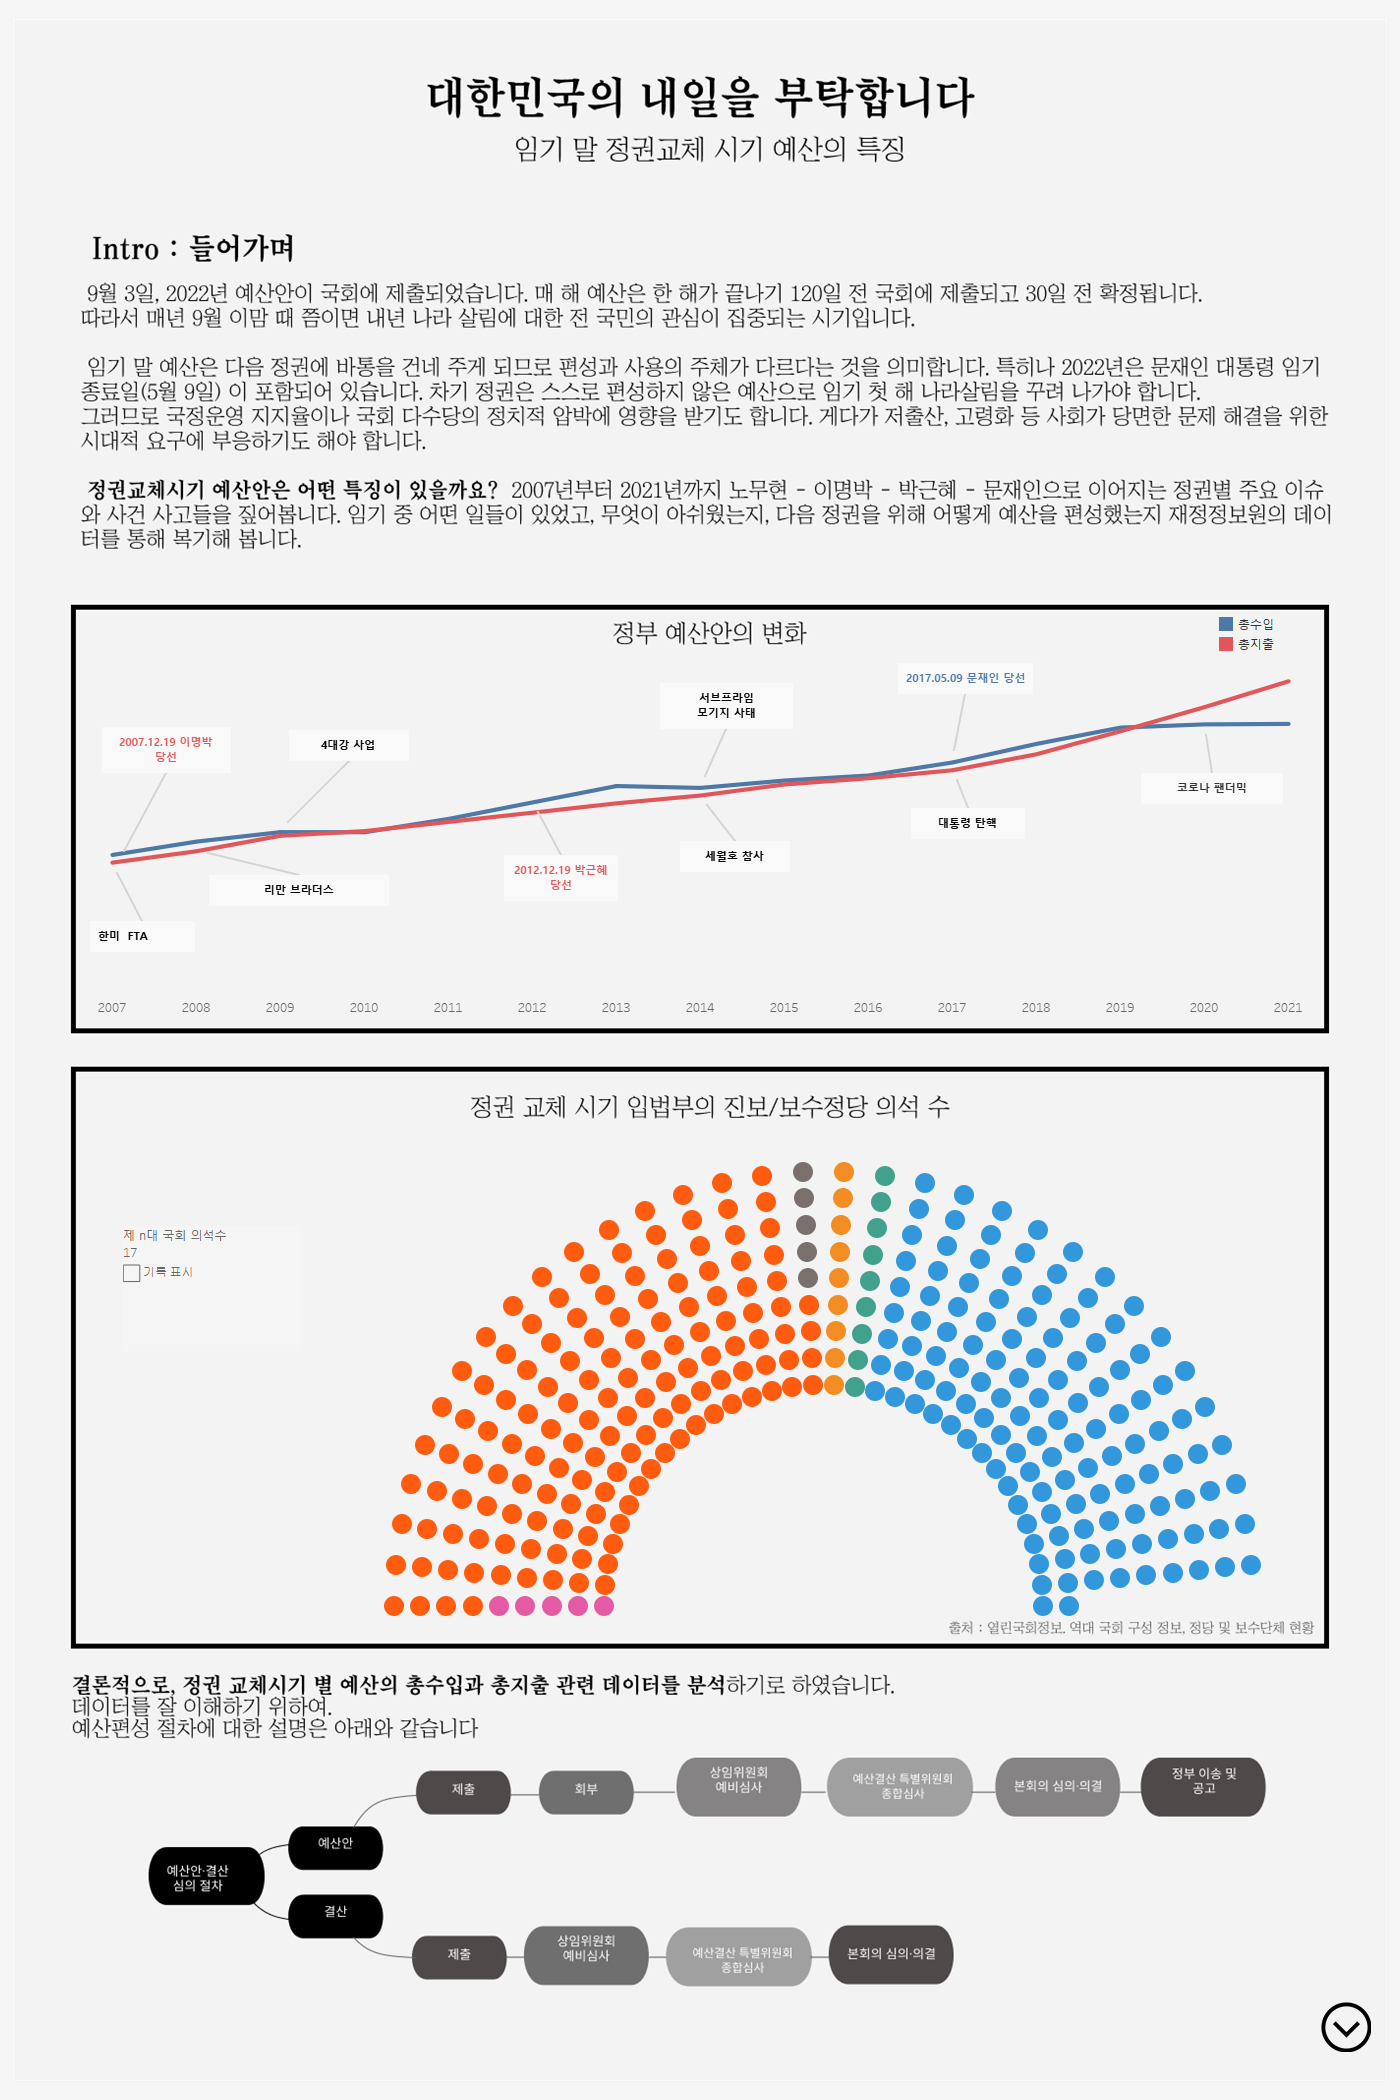 대한민국의 내일을 부탁합니다
임기 말 정권교체 시기 예산의 특징
Intro : 들어가며
9월 3일, 2022년 예산안이 국회에 제출되었습니다. 매 해 예산은 한 해가 끝나기 120일 전 국회에 제출되고 30일 전 확정됩니다.
따라서 매년 9월 이맘 때 쯤이면 내년 나라 살림에 대한 전 국민의 관심이 집중되는 시기입니다.
임기 말 예산은 다음 정권에 바통을 건네 주게 되므로 편성과 사용의 주체가 다르다는 것을 의미합니다. 특히나 2022년은 문재인 대통령 임기
종료일(5월 9일) 이 포함되어 있습니다. 차기 정권은 스스로 편성하지 않은 예산으로 임기 첫 해 나라살림을 꾸려 나가야 합니다.
그러므로 국정운영 지지율이나 국회 다수당의 정치적 압박에 영향을 받기도 합니다. 게다가 저출산, 고령화 등 사회가 당면한 문제 해결을 위한
시대적 요구에 부응하기도 해야 합니다.
정권교체시기 예산안은 어떤 특징이 있을까요? 2007년부터 2021년까지 노무현 - 이명박 - 박근혜 - 문재인으로 이어지는 정권별 주요 이슈
와 사건 사고들을 짚어봅니다. 임기 중 어떤 일들이 있었고, 무엇이 아쉬웠는지, 다음 정권을 위해 어떻게 예산을 편성했는지 재정정보원의 데이
터를 통해 복기해 봅니다.
정부 예산안의 변화
총수입
총지출
2017.05.09 문재인 당선
서브프라임
모기지 사태
2007.12.19 이명박
당선
4대강 사업
코로나 팬더믹
대통령 탄핵
세월호 참사
2012.12.19 박근혜
당선
리만 브라더스
한미 FTA
2007 2008 2009 2010 2011 2012 2013 2014 2015 2016 2017 2018 2019 2020 2021
정권 교체 시기 입법부의 진보/보수정당 의석 수
제 n대 국회 의석수
17
기록 표시
출처 : 열린국회정보, 역대 국회 구성 정보, 정당 및 보수단체 현황
결론적으로, 정권 교체시기 별 예산의 총수입과 총지출 관련 데이터를 분석하기로 하였습니다.
데이터를 잘 이해하기 위하여.
예산편성 절차에 대한 설명은 아래와 같습니다
제출
회부
상임위원회
예비심사
예산결산 특별위원회
종합심사
본회의 심의·의결
정부 이송 및
공고
예산안
예산안·결산
심의 절차
결산
제출
상임위원회
예비심사
예산결산 특별위원회
종합심사
본회의 심의·의결